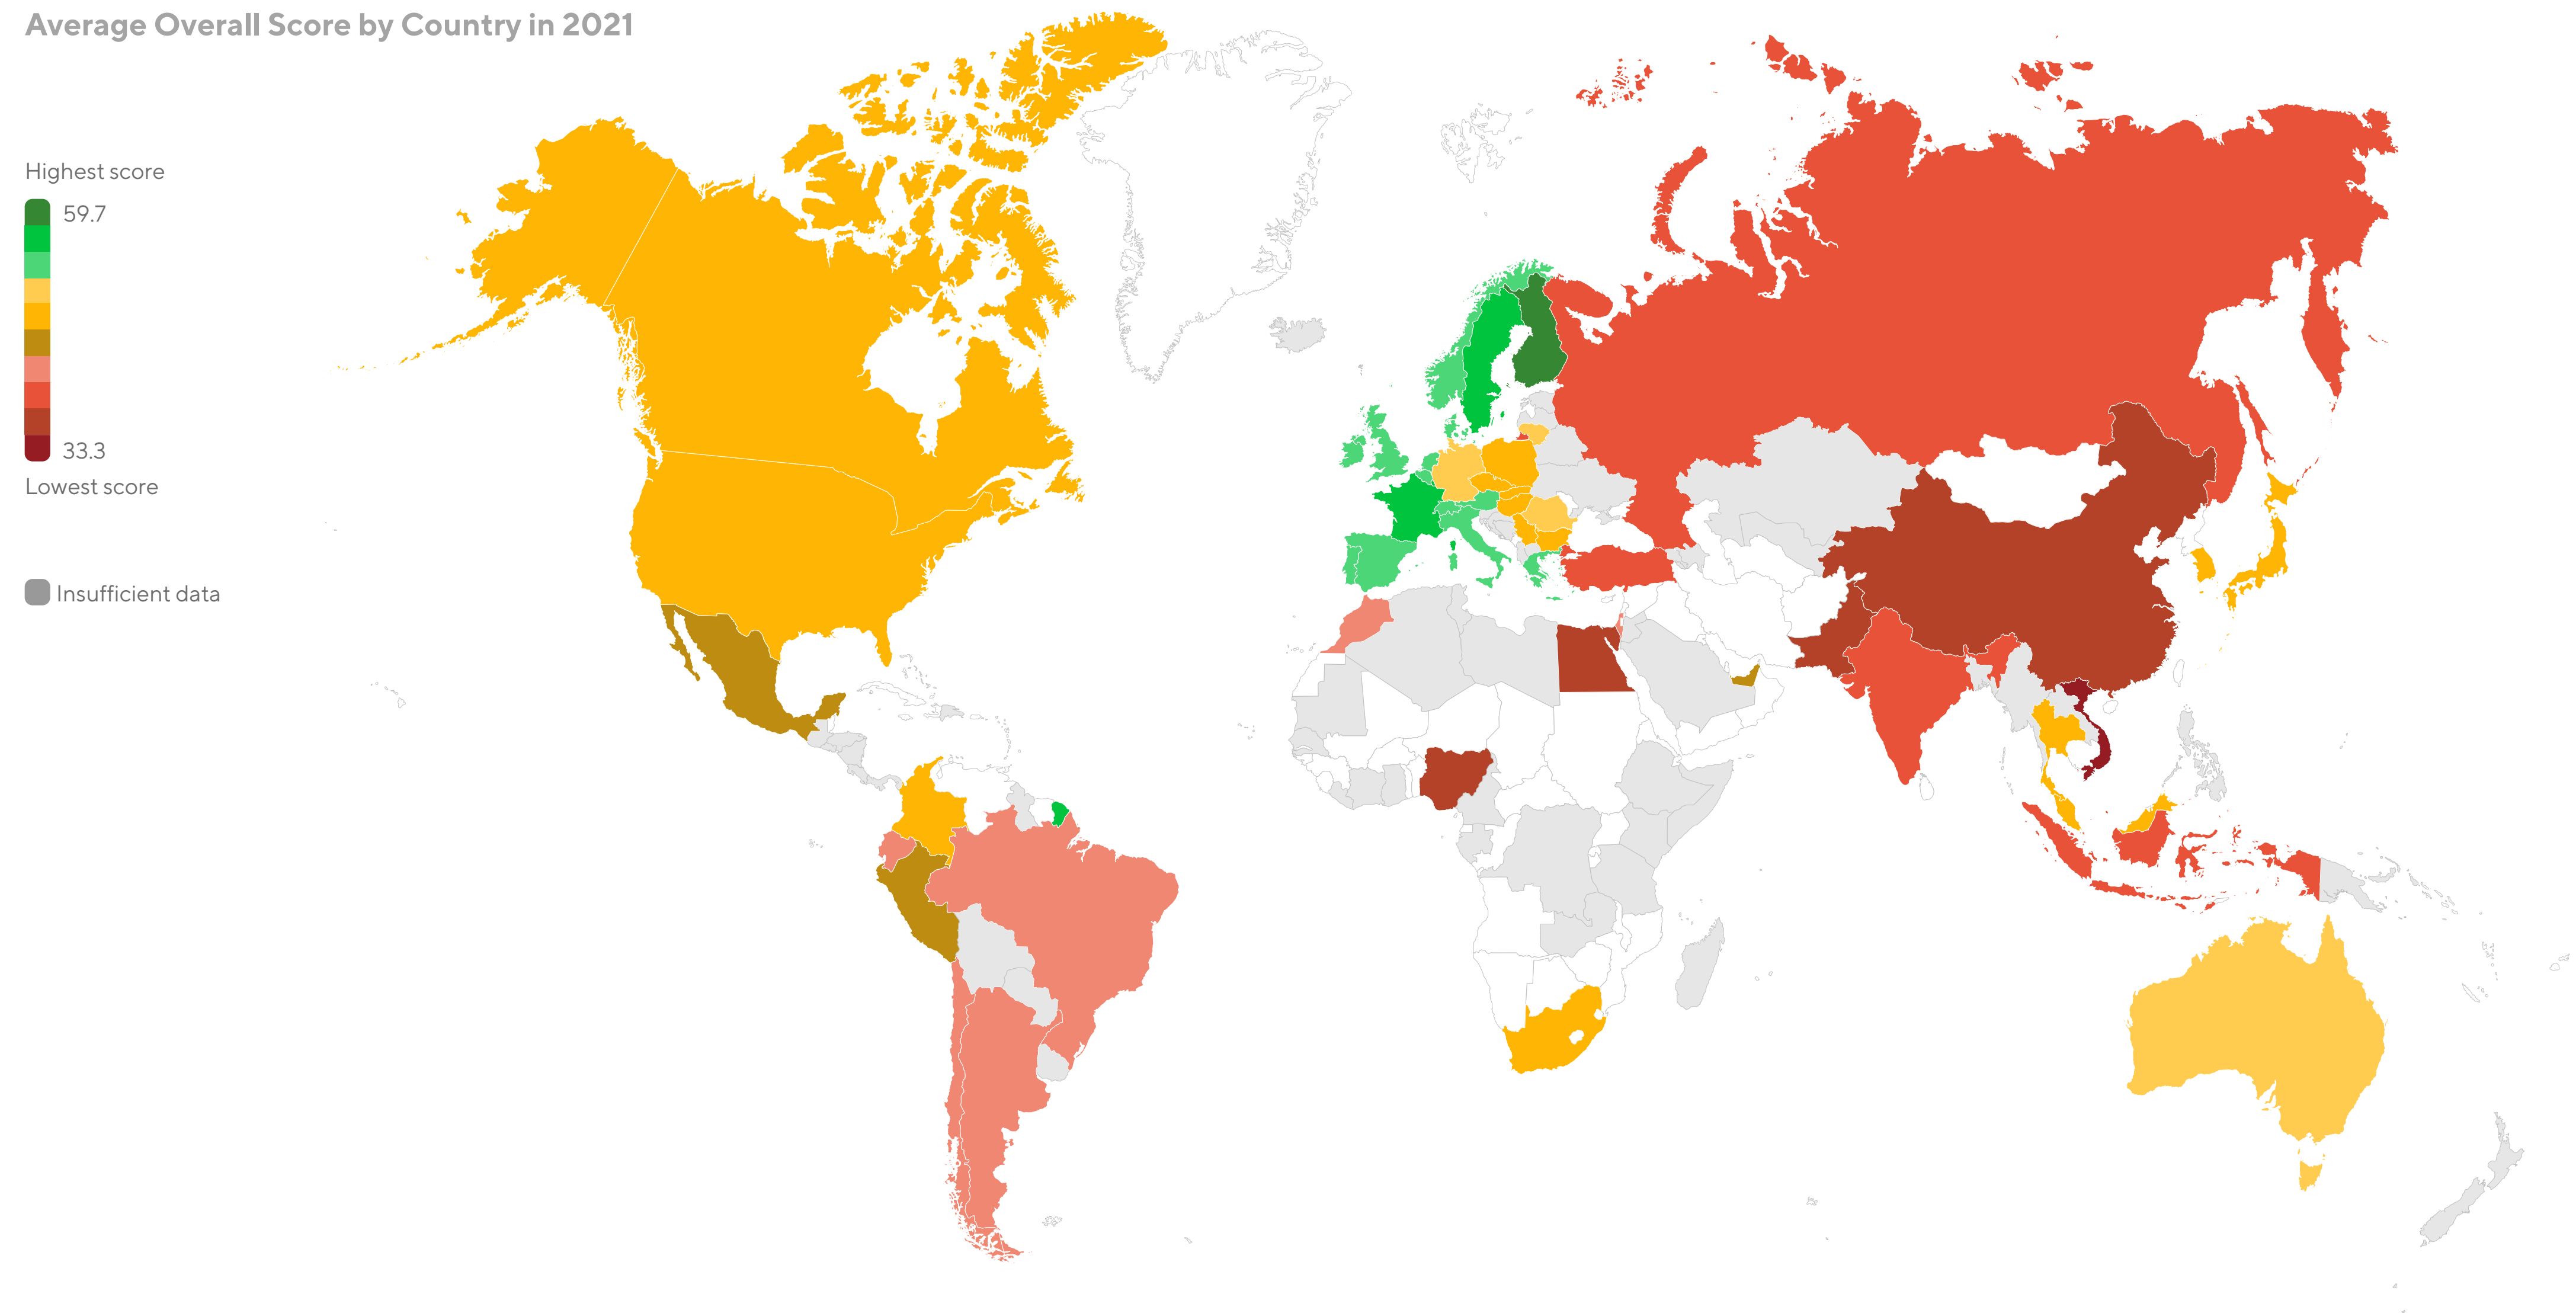 Average Overall Score by Country in 2021
Highest score
59.7
33.3
Lowest score
Insufficient data